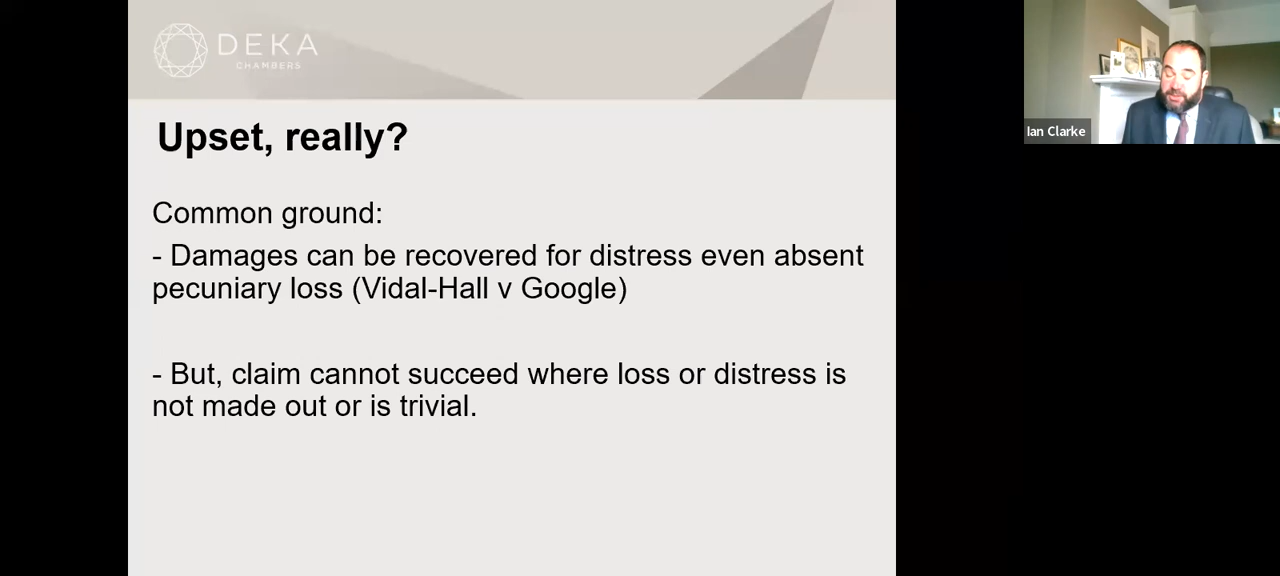 DEKA
CHAMBERS
Upset, really?
Common ground:
- Damages can be recovered for distress even absent
pecuniary loss (Vidal-Hall v Google)
- But, claim cannot succeed where loss or distress is
not made out or is trivial.
Ian Clarke